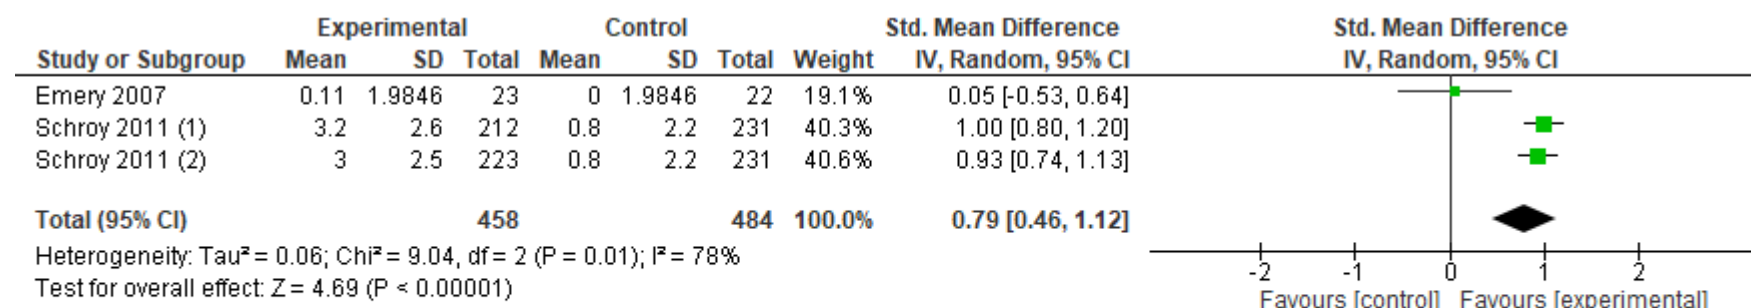 Experimental Control Std. Mean Difference Std. Mean Difference
Study or Subgroup Mean SD Total Mean SD Total Weight IV, Random, 95% CI IV, Random, 95% CI
Emery 2007 0.11 1.9846 23 0 1.9846 22 19.1% 0.05 [-0.53, 0.64]
Schroy 2011 (1) 3.2 2.6 212 0.8 2.2 231 40.3% 1.00 [0.80, 1.20]
Schroy 2011 (2) 3 2.5 223 0.8 2.2 231 40.6% 0.93 [0.74, 1.13]
Total (95% CI) 458 484 100.0% 0.79 [0.46, 1.12]
Heterogeneity: Tau² = 0.06; Chi² = 9.04, df = 2 (P = 0.01); I² = 78%
Test for overall effect: Z = 4.69 (P < 0.00001)
-2 -1 0 1 2
Favours [control] Favours [experimental]